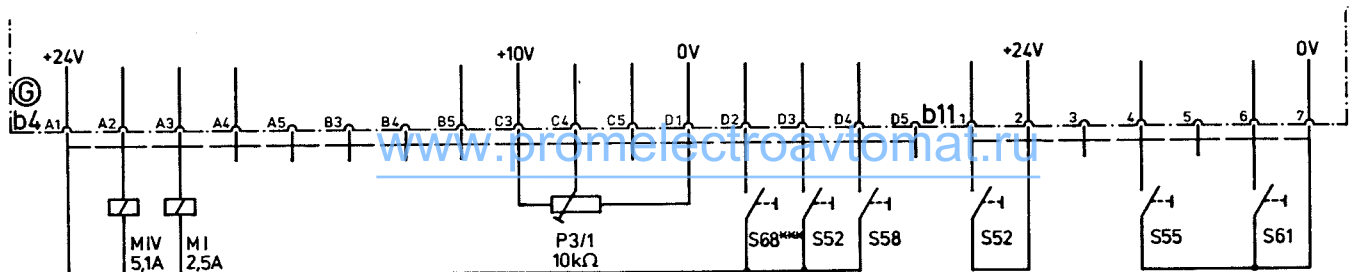 +24V +10V 0V +24V 0V
G
b4 A1 A2 A3 A4 A5 B3 B4 B5 C3 C4 C5 D1 D2 D3 D4 D5 b11 1 2 3 4 5 6 7
www.promelectroavtomat.ru
S68*** S52 S58 S52 S55 S61
MIV MI P3/1
5,1A 2,5A 10kΩ